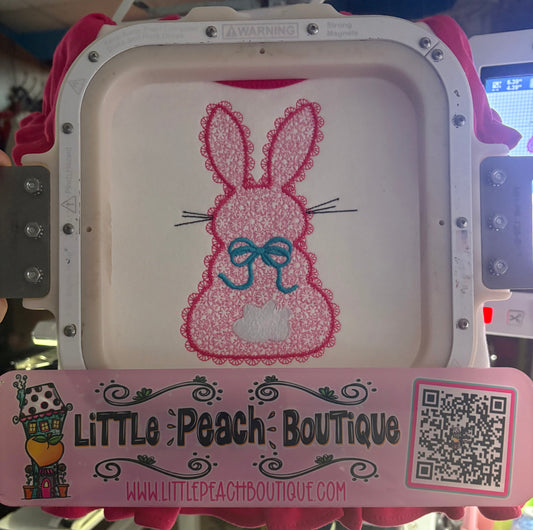 WARNING
Strong
Magnets
LiTTLE PEACH BOUTIQUE
WWW.LITTLEPEACHBOUTIQUE.COM